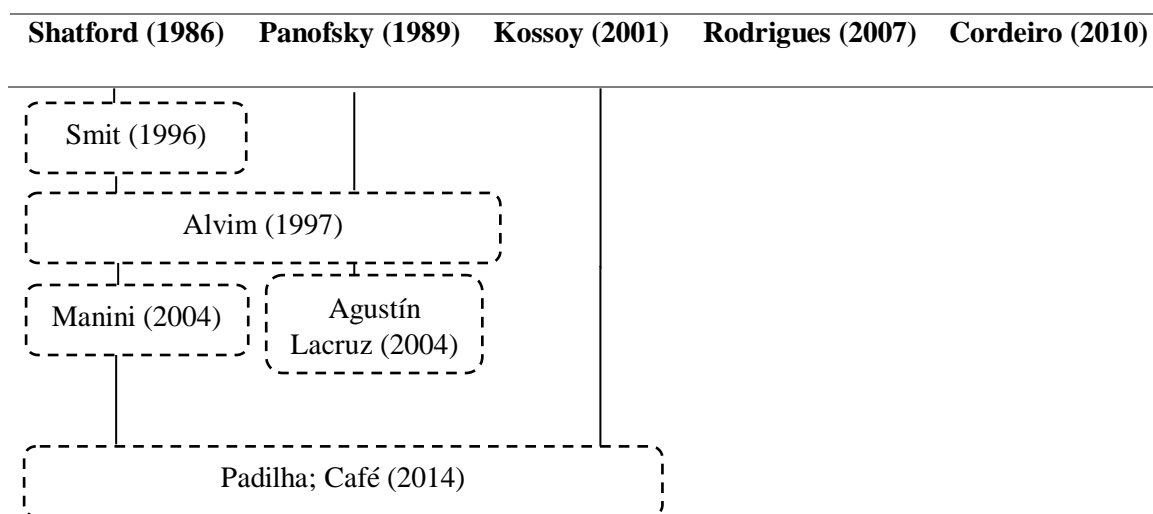 Shatford (1986) Panofsky (1989) Kossoy (2001) Rodrigues (2007) Cordeiro (2010)
Smit (1996)
Alvim (1997)
Manini (2004)
Agustín
Lacruz (2004)
Padilha; Café (2014)